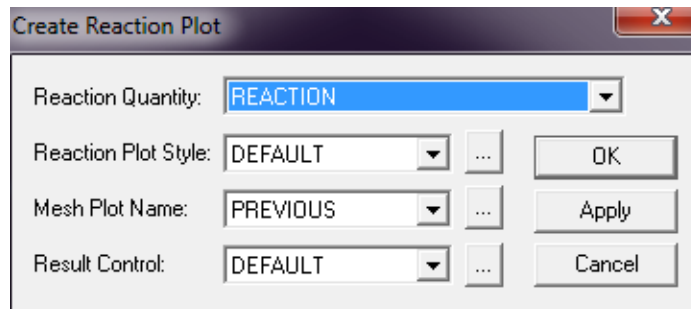 Create Reaction Plot
Reaction Quantity: REACTION
Reaction Plot Style: DEFAULT ... OK
Mesh Plot Name: PREVIOUS ... Apply
Result Control: DEFAULT ... Cancel